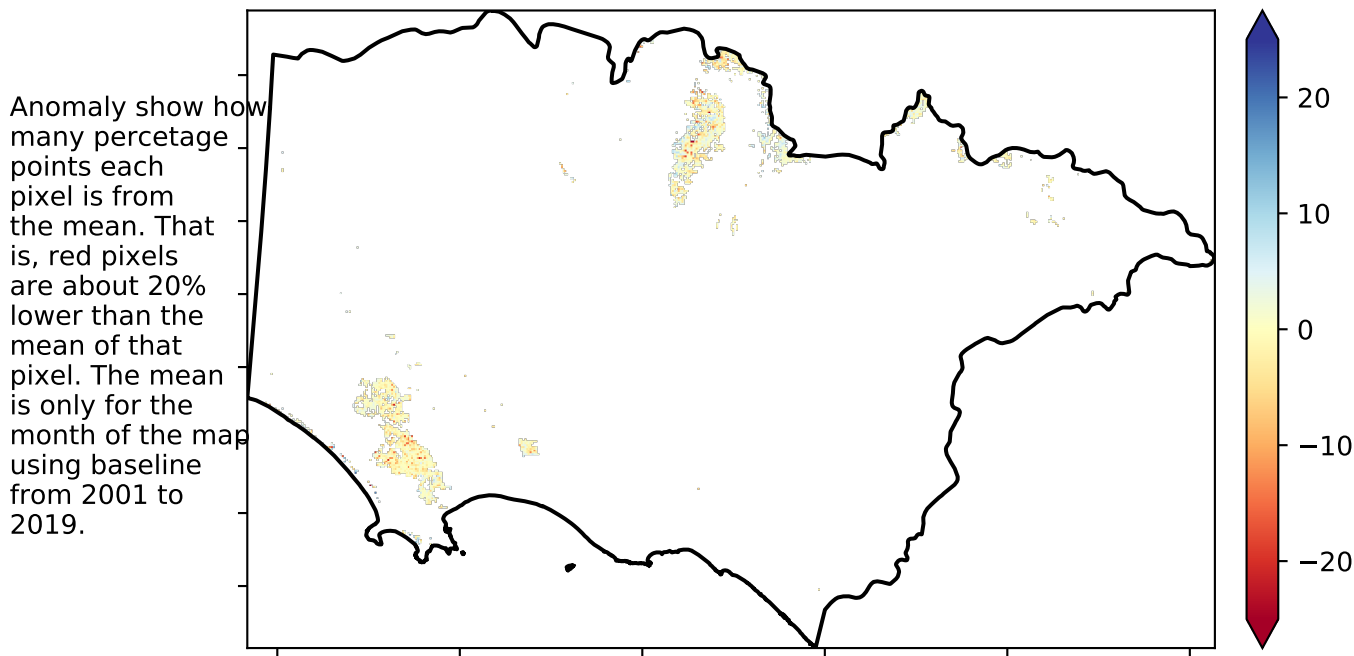 Anomaly show how
many percetage
points each
pixel is from
the mean. That
is, red pixels
are about 20%
lower than the
mean of that
pixel. The mean
is only for the
month of the map
using baseline
from 2001 to
2019.
20
10
0
−10
−20